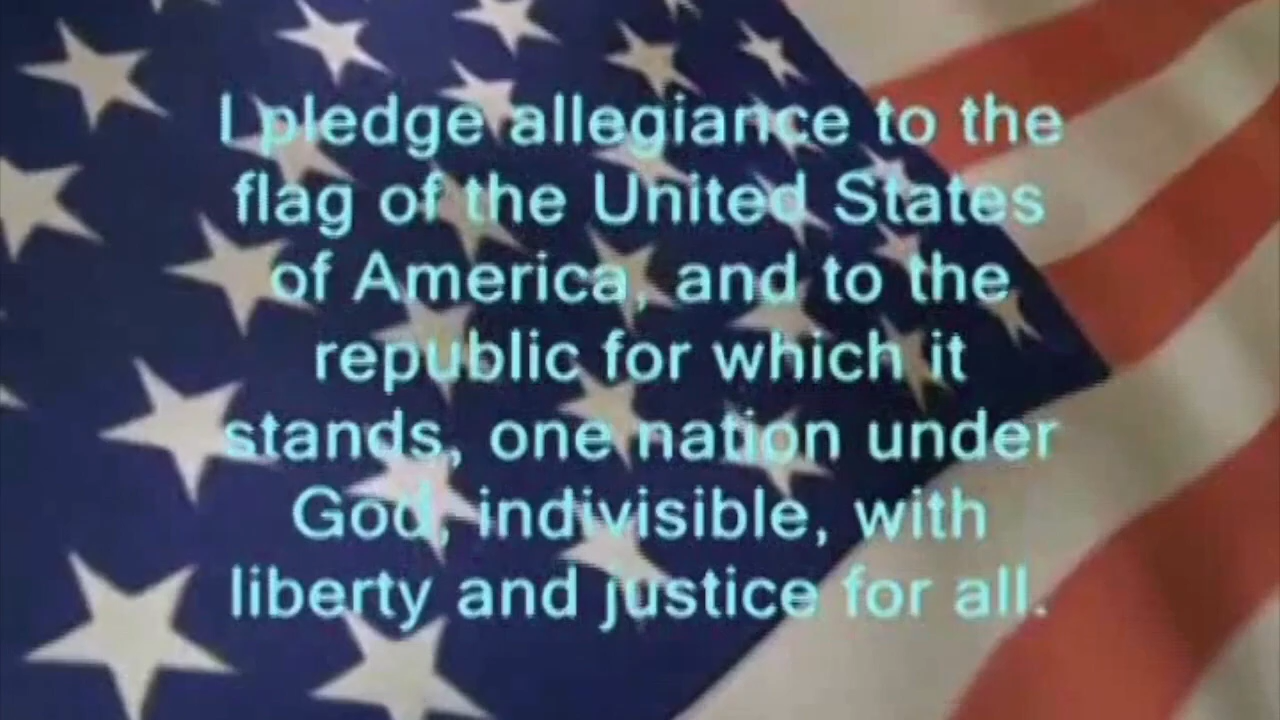 I pledge allegiance to the
flag of the United States
of America, and to the
republic for which it
stands, one nation under
God, indivisible, with
liberty and justice for all.